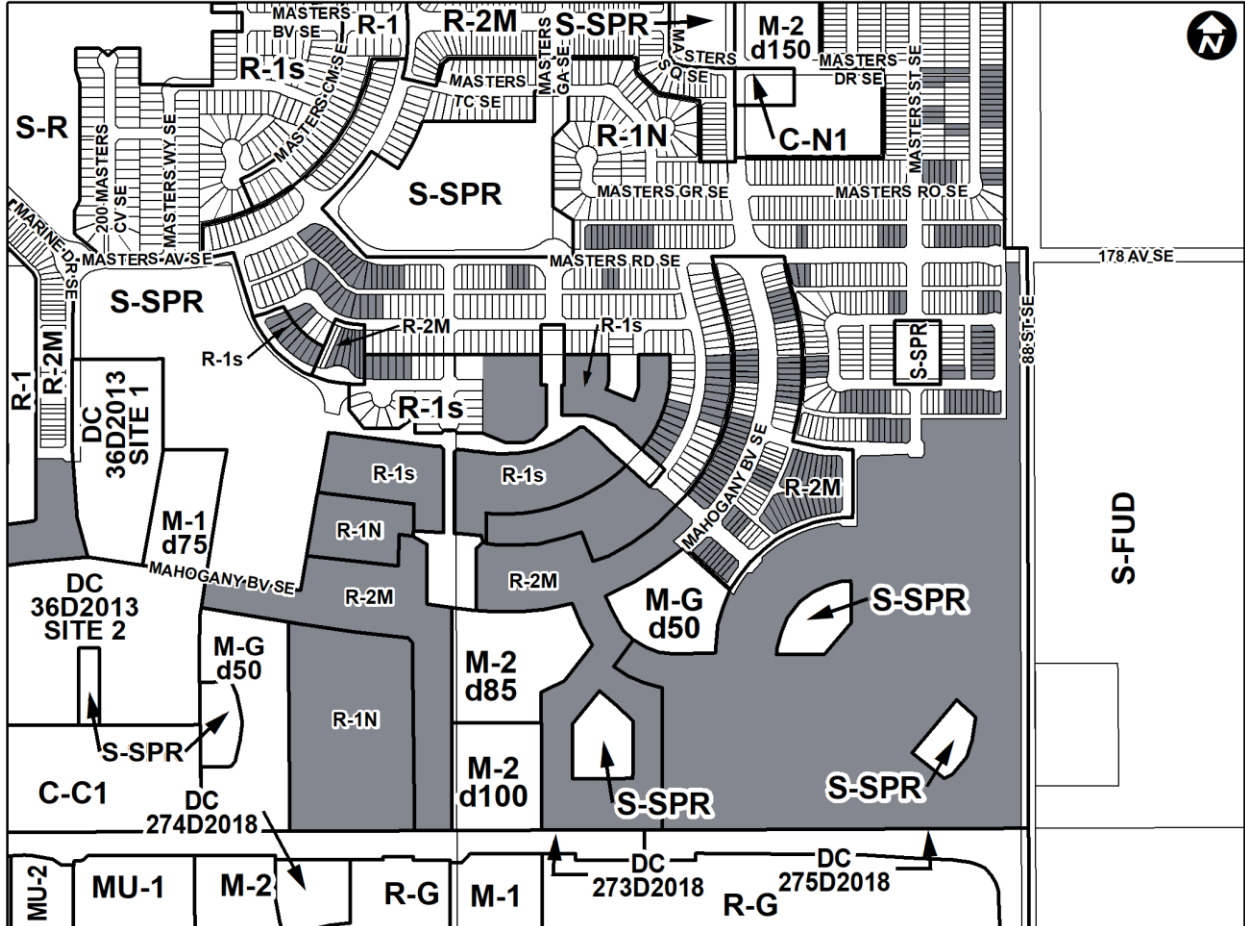 MASTERS
BV SE
R-1
R-2M
S-SPR
M-2
d150
N
R-1s
MASTERS CM SE
MASTERS
GA SE
MASTERS
SQ SE
MASTERS
DR SE
MASTERS
TC SE
MASTERS ST SE
S-R
200 MASTERS
CV SE
MASTERS WY SE
R-1N
C-N1
S-SPR
MASTERS GR SE
MASTERS RO SE
MARINE DR SE
MASTERS AV SE
MASTERS RD SE
178 AV SE
S-SPR
88 ST SE
R-2M
R-1s
R-1s
S-SPR
R-1
R-2M
DC
36D2013
SITE 1
R-1s
R-1s
R-1s
MAHOGANY BV SE
R-2M
M-1
d75
R-1N
S-FUD
MAHOGANY BV SE
DC
36D2013
SITE 2
R-2M
R-2M
M-G
d50
S-SPR
M-G
d50
M-2
d85
R-1N
S-SPR
C-C1
M-2
d100
S-SPR
S-SPR
DC
274D2018
DC
273D2018
DC
275D2018
MU-2
MU-1
M-2
R-G
M-1
R-G